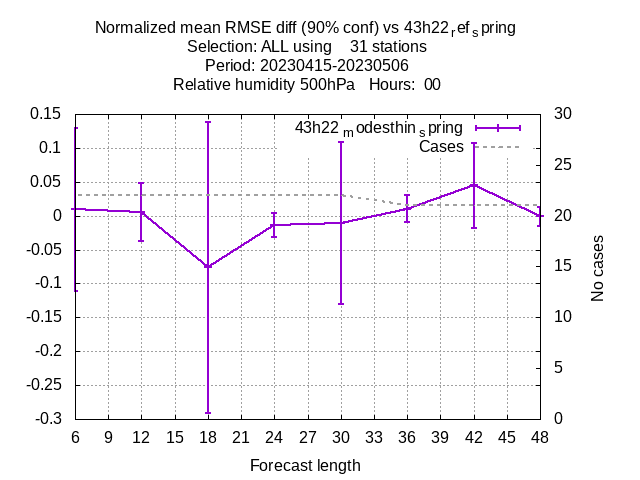 Normalized mean RMSE diff (90% conf) vs 43h22refspring
Selection: ALL using 31 stations
Period: 20230415-20230506
Relative humidity 500hPa Hours: 00
43h22modesthinspring
Cases
0.15
0.1
0.05
0
-0.05
-0.1
-0.15
-0.2
-0.25
-0.3
30
25
20
15
10
5
0
No cases
6 9 12 15 18 21 24 27 30 33 36 39 42 45 48
Forecast length